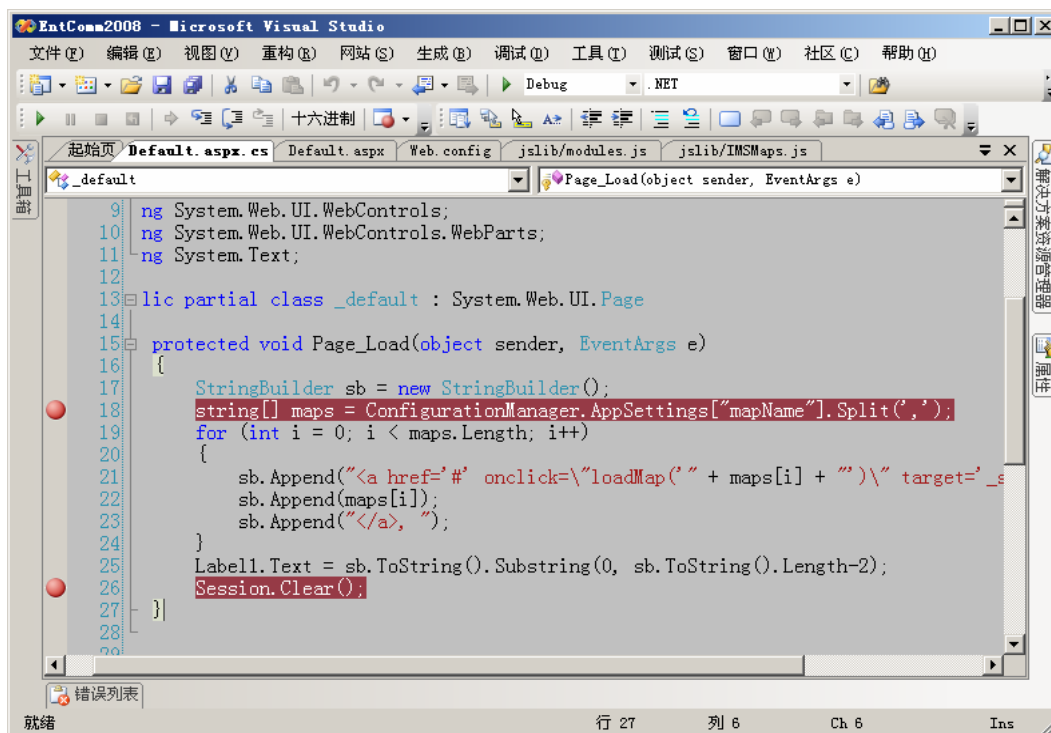 EntComm2008 - Microsoft Visual Studio
文件(F) 编辑(E) 视图(V) 重构(R) 网站(S) 生成(B) 调试(D) 工具(T) 测试(S) 窗口(W) 社区(C) 帮助(H)
Debug .NET
十六进制
起始页 Default.aspx.cs Default.aspx Web.config jslib/modules.js jslib/IMSMaps.js
_default Page_Load(object sender, EventArgs e)
工具箱
9 ng System.Web.UI.WebControls;
10 ng System.Web.UI.WebControls.WebParts;
11 ng System.Text;
12
13 lic partial class _default : System.Web.UI.Page
14
15 protected void Page_Load(object sender, EventArgs e)
16 {
17 StringBuilder sb = new StringBuilder();
18 string[] maps = ConfigurationManager.AppSettings["mapName"].Split(',');
19 for (int i = 0; i < maps.Length; i++)
20 {
21 sb.Append("<a href='#' onclick=\"loadMap('" + maps[i] + "')\" target='_s
22 sb.Append(maps[i]);
23 sb.Append("</a>, ");
24 }
25 Label1.Text = sb.ToString().Substring(0, sb.ToString().Length-2);
26 Session.Clear();
27 }
28
29
解决方案资源管理器
属性
错误列表
就绪 行 27 列 6 Ch 6 Ins